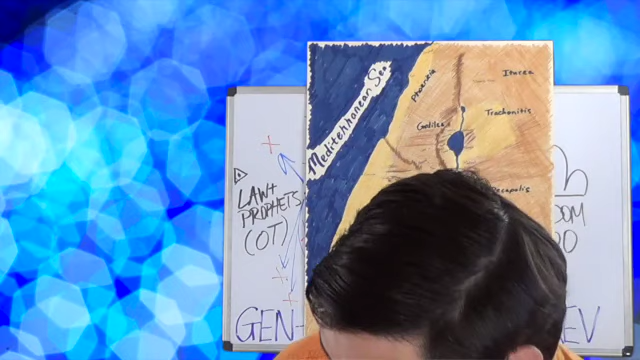 Mediterranean Sea
Phoenicia
Iturea
Trachonitis
Galilee
Decapolis
LAW +
PROPHETS
(OT)
GEN-
EV